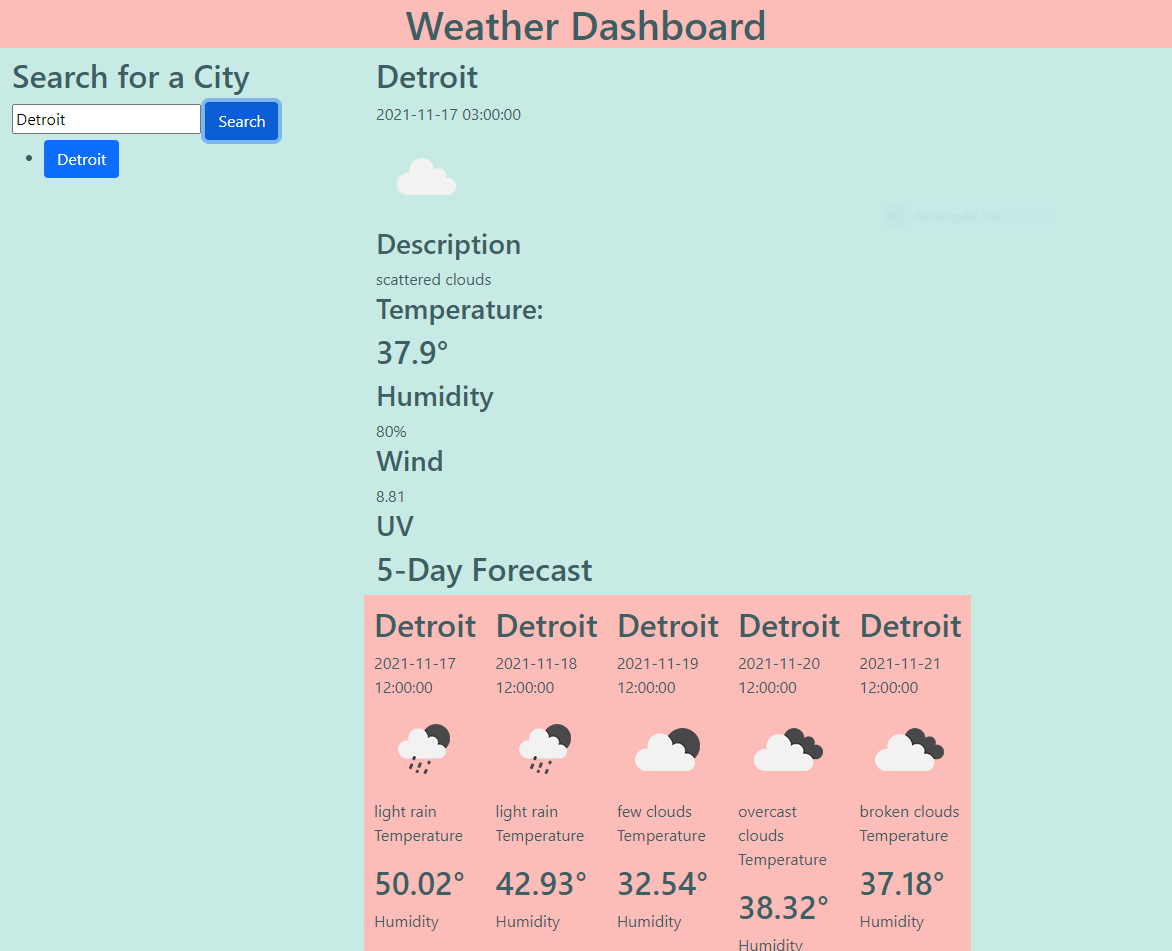 Weather Dashboard
Search for a City
Detroit
Search
Detroit
Detroit
2021-11-17 03:00:00
Rectangular Snip
Description
scattered clouds
Temperature:
37.9°
Humidity
80%
Wind
8.81
UV
5-Day Forecast
Detroit
2021-11-17
12:00:00
light rain
Temperature
50.02°
Humidity
Detroit
2021-11-18
12:00:00
light rain
Temperature
42.93°
Humidity
Detroit
2021-11-19
12:00:00
few clouds
Temperature
32.54°
Humidity
Detroit
2021-11-20
12:00:00
overcast
clouds
Temperature
38.32°
Humidity
Detroit
2021-11-21
12:00:00
broken clouds
Temperature
37.18°
Humidity